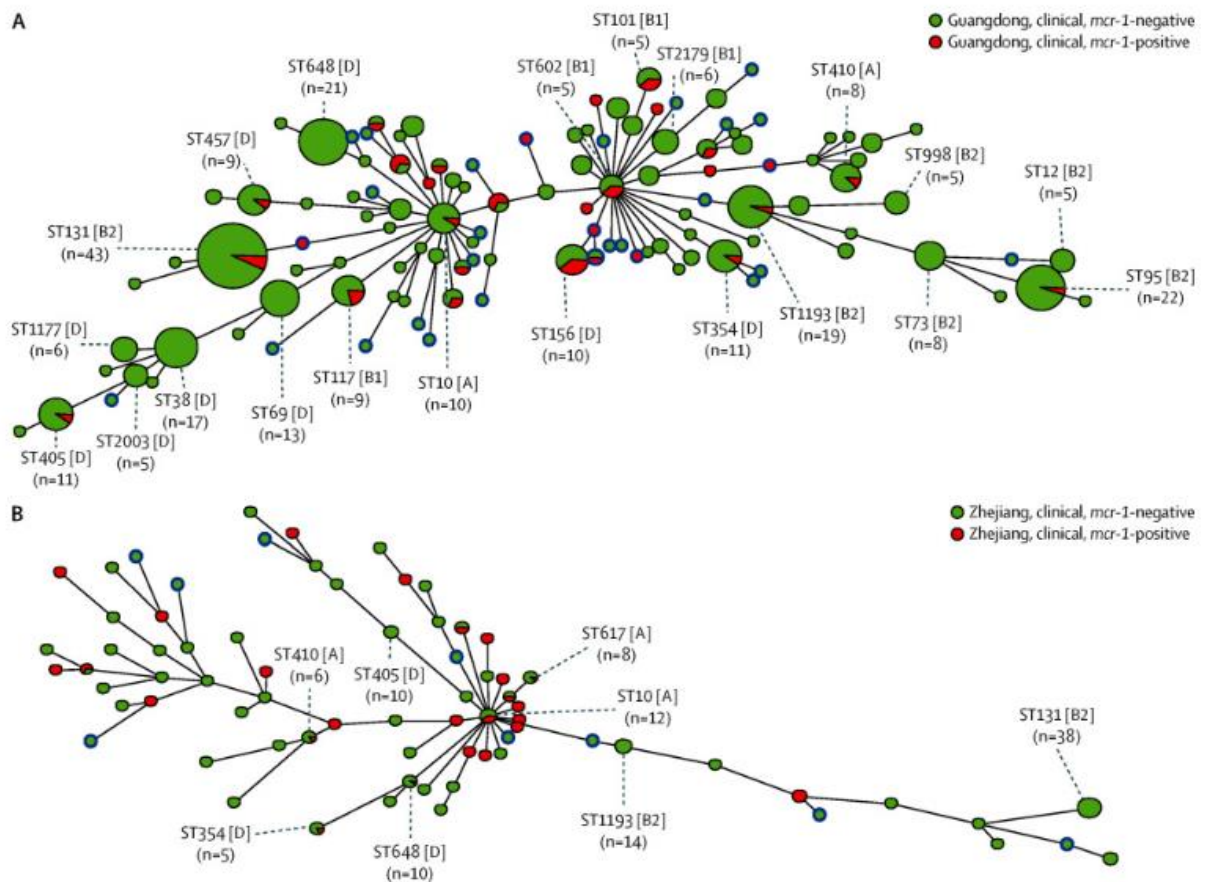 A
Guangdong, clinical, mcr-1-negative
Guangdong, clinical, mcr-1-positive
ST101 [B1]
(n=5)
ST2179 [B1]
(n=6)
ST602 [B1]
(n=5)
ST410 [A]
(n=8)
ST648 [D]
(n=21)
ST457 [D]
(n=9)
ST998 [B2]
(n=5)
ST12 [B2]
(n=5)
ST131 [B2]
(n=43)
ST95 [B2]
(n=22)
ST1177 [D]
(n=6)
ST156 [D]
(n=10)
ST354 [D]
(n=11)
ST1193 [B2]
(n=19)
ST73 [B2]
(n=8)
ST117 [B1]
(n=9)
ST10 [A]
(n=10)
ST38 [D]
(n=17)
ST69 [D]
(n=13)
ST2003 [D]
(n=5)
ST405 [D]
(n=11)
B
Zhejiang, clinical, mcr-1-negative
Zhejiang, clinical, mcr-1-positive
ST617 [A]
(n=8)
ST410 [A]
(n=6)
ST405 [D]
(n=10)
ST10 [A]
(n=12)
ST131 [B2]
(n=38)
ST1193 [B2]
(n=14)
ST354 [D]
(n=5)
ST648 [D]
(n=10)